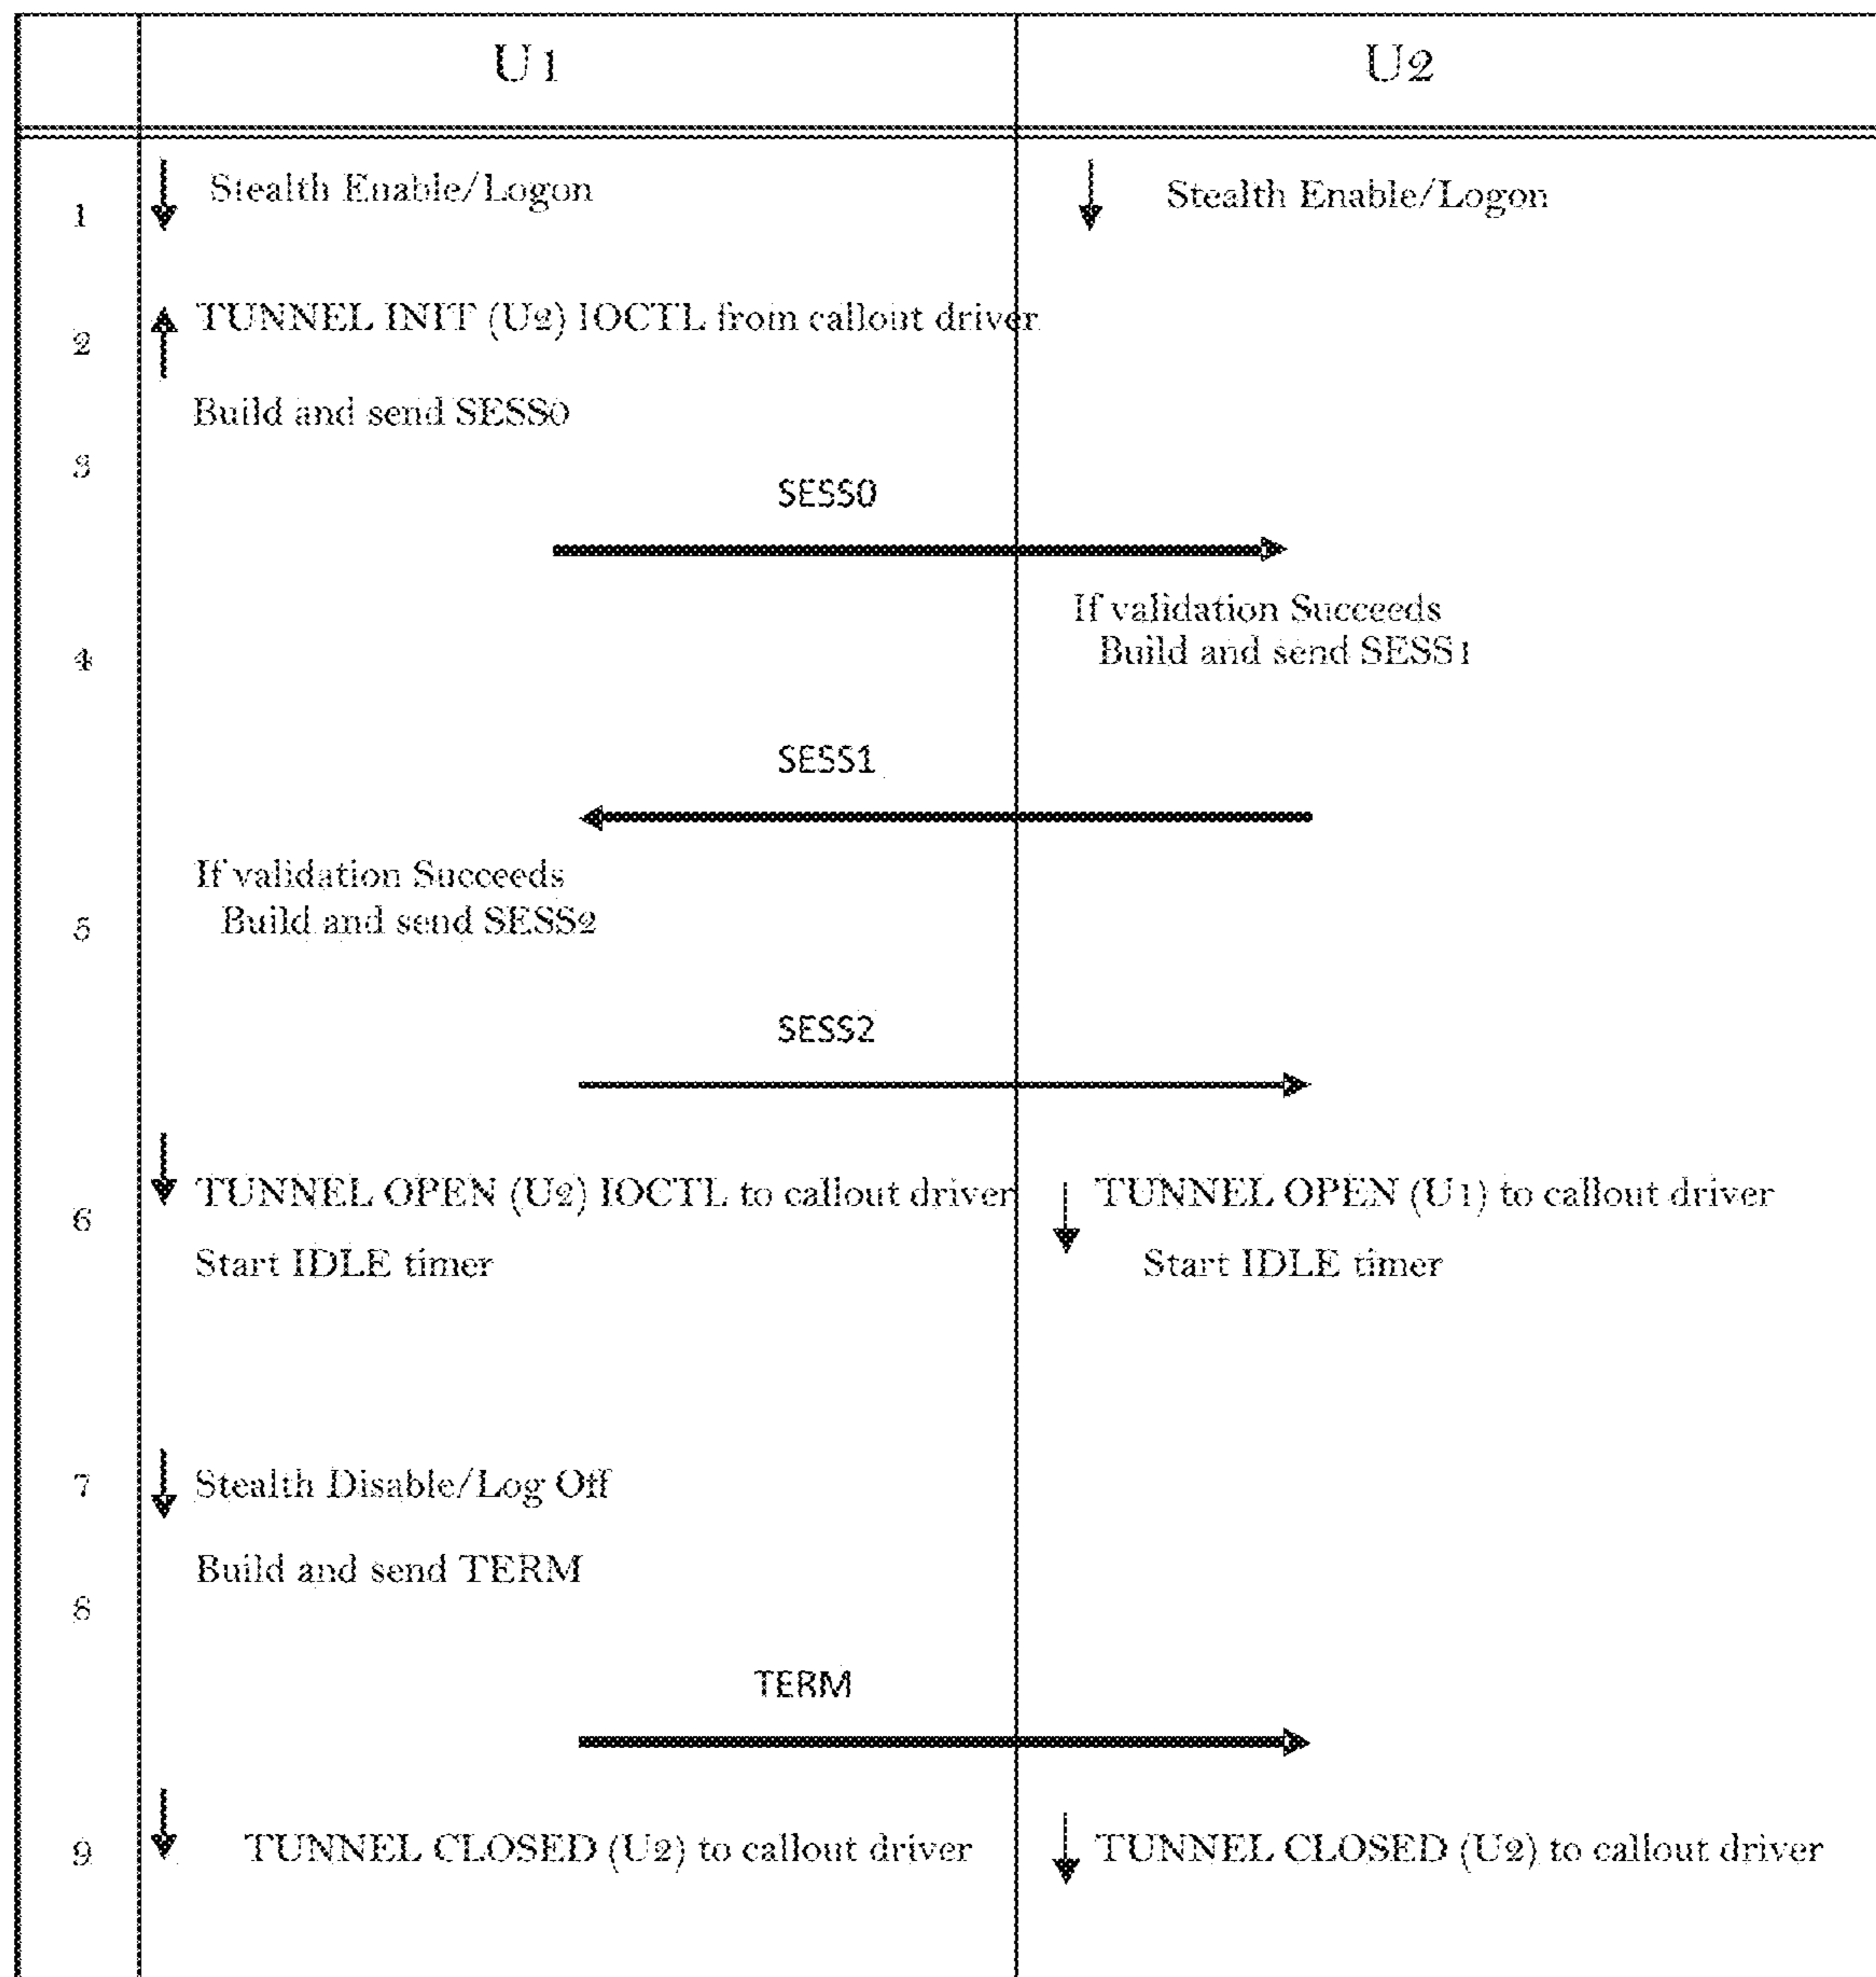 U1 U2
1 Stealth Enable/Logon Stealth Enable/Logon
2 TUNNEL INIT (U2) IOCTL from callout driver
Build and send SESS0
3
SESS0
If validation Succeeds
Build and send SESS1
4
SESS1
If validation Succeeds
Build and send SESS2
5
SESS2
TUNNEL OPEN (U2) IOCTL to callout driver TUNNEL OPEN (U1) to callout driver
6
Start IDLE timer Start IDLE timer
7 Stealth Disable/Log Off
Build and send TERM
8
TERM
9 TUNNEL CLOSED (U2) to callout driver TUNNEL CLOSED (U2) to callout driver